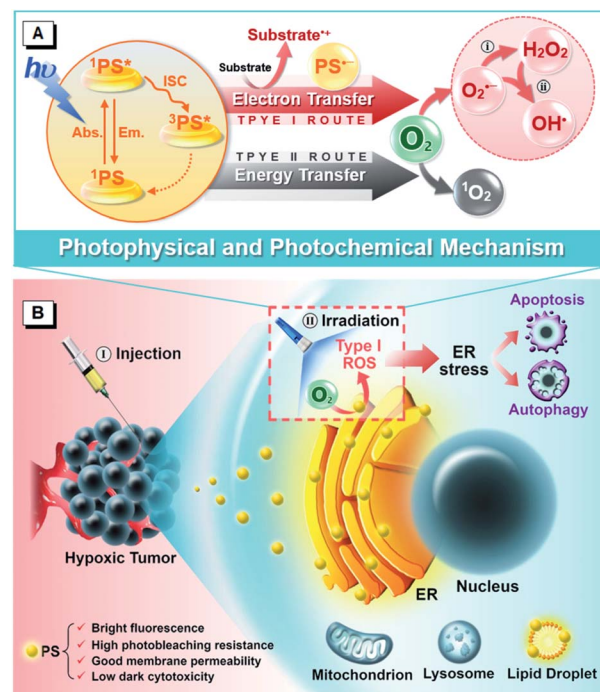 A
hυ
¹PS*
ISC
³PS*
Abs.
Em.
¹PS
Substrate•+
Substrate
PS•−
Electron Transfer
TPYE I ROUTE
TPYE II ROUTE
Energy Transfer
O₂
O₂•−
i
H₂O₂
ii
OH•
¹O₂
Photophysical and Photochemical Mechanism
B
I Injection
Hypoxic Tumor
II Irradiation
Type I
ROS
O₂
ER
stress
Apoptosis
Autophagy
ER
Nucleus
PS
✓ Bright fluorescence
✓ High photobleaching resistance
✓ Good membrane permeability
✓ Low dark cytotoxicity
Mitochondrion
Lysosome
Lipid Droplet